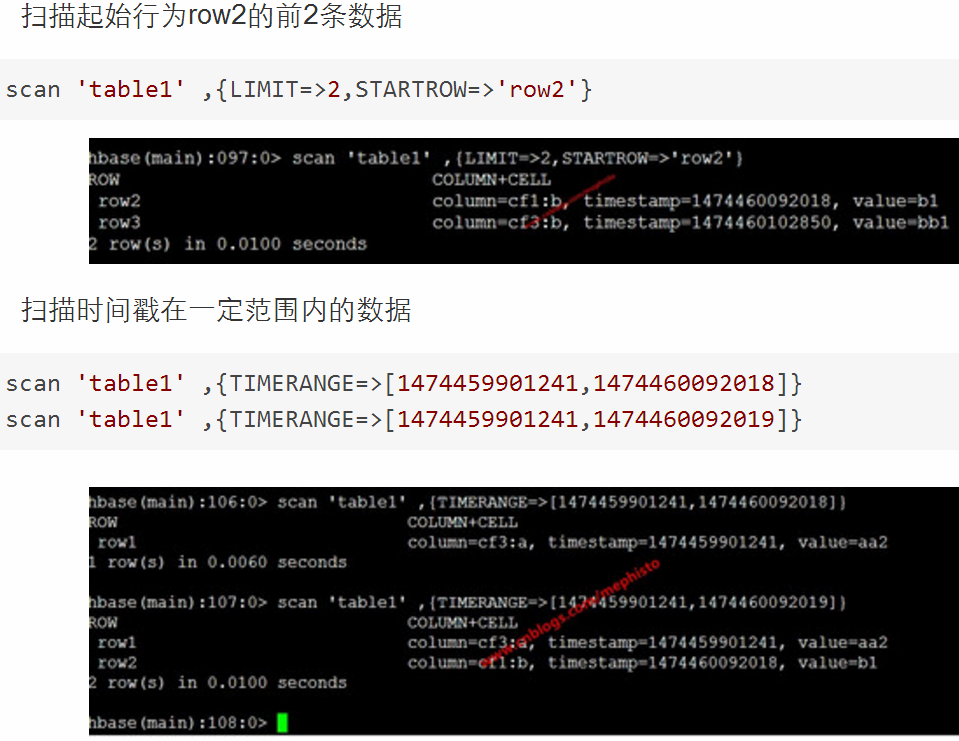 扫描起始行为row2的前2条数据
scan 'table1' ,{LIMIT=>2,STARTROW=>'row2'}
hbase(main):097:0> scan 'table1' ,{LIMIT=>2,STARTROW=>'row2'}
ROW COLUMN+CELL
row2 column=cf1:b, timestamp=1474460092018, value=b1
row3 column=cf3:b, timestamp=1474460102850, value=bb1
2 row(s) in 0.0100 seconds
扫描时间戳在一定范围内的数据
scan 'table1' ,{TIMERANGE=>[1474459901241,1474460092018]}
scan 'table1' ,{TIMERANGE=>[1474459901241,1474460092019]}
hbase(main):106:0> scan 'table1' ,{TIMERANGE=>[1474459901241,1474460092018]}
ROW COLUMN+CELL
row1 column=cf3:a, timestamp=1474459901241, value=aa2
1 row(s) in 0.0060 seconds
hbase(main):107:0> scan 'table1' ,{TIMERANGE=>[1474459901241,1474460092019]}
ROW COLUMN+CELL
row1 column=cf3:a, timestamp=1474459901241, value=aa2
row2 column=cf1:b, timestamp=1474460092018, value=b1
2 row(s) in 0.0100 seconds
hbase(main):108:0>
www.cnblogs.com/mephisto